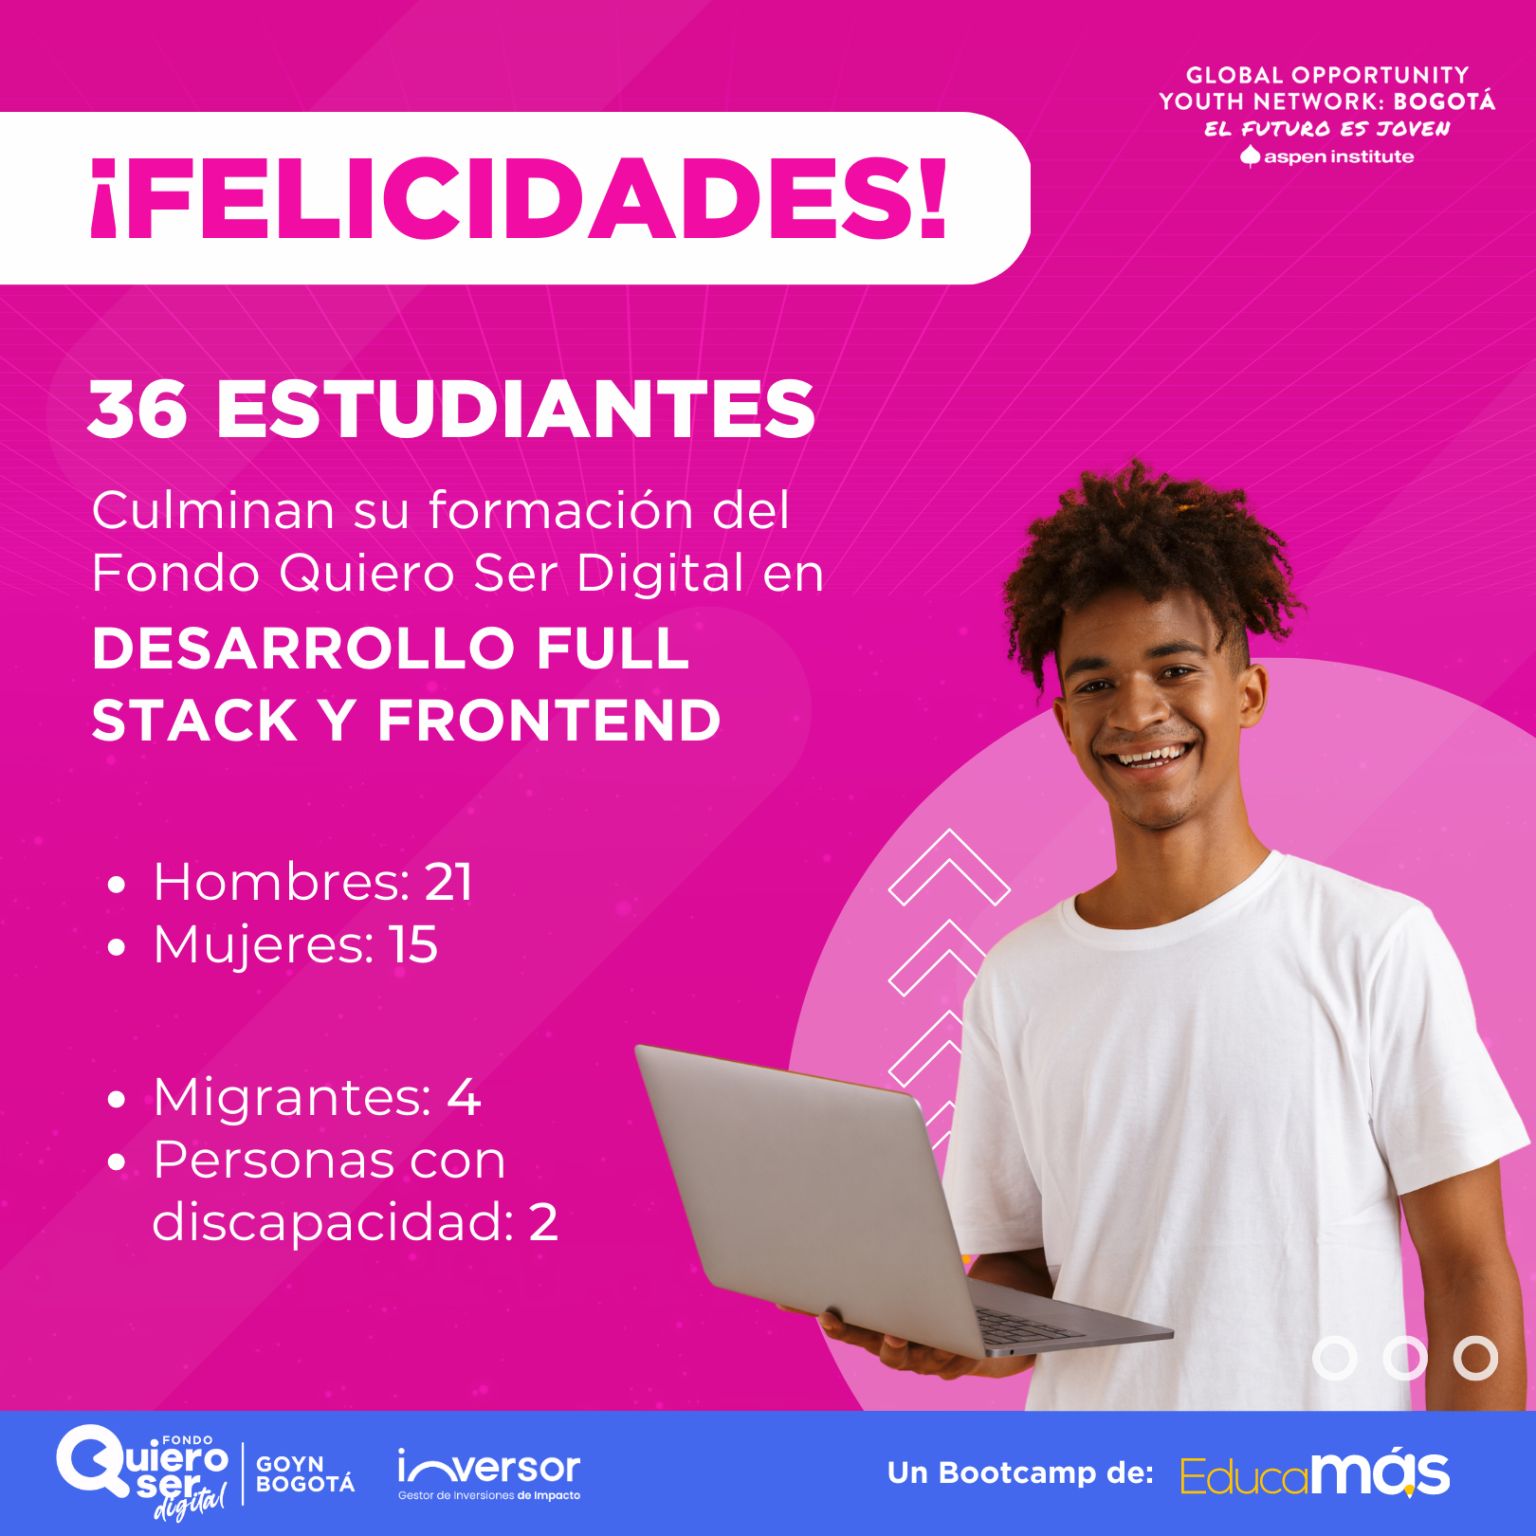 GLOBAL OPPORTUNITY
YOUTH NETWORK: BOGOTÁ
EL FUTURO ES JOVEN
aspen institute
¡FELICIDADES!
36 ESTUDIANTES
Culminan su formación del
Fondo Quiero Ser Digital en
DESARROLLO FULL
STACK Y FRONTEND
• Hombres: 21
• Mujeres: 15
• Migrantes: 4
• Personas con
discapacidad: 2
FONDO
Quiero
ser
digital
GOYN
BOGOTÁ
inversor
Gestor de Inversiones de Impacto
Un Bootcamp de:
Educamás